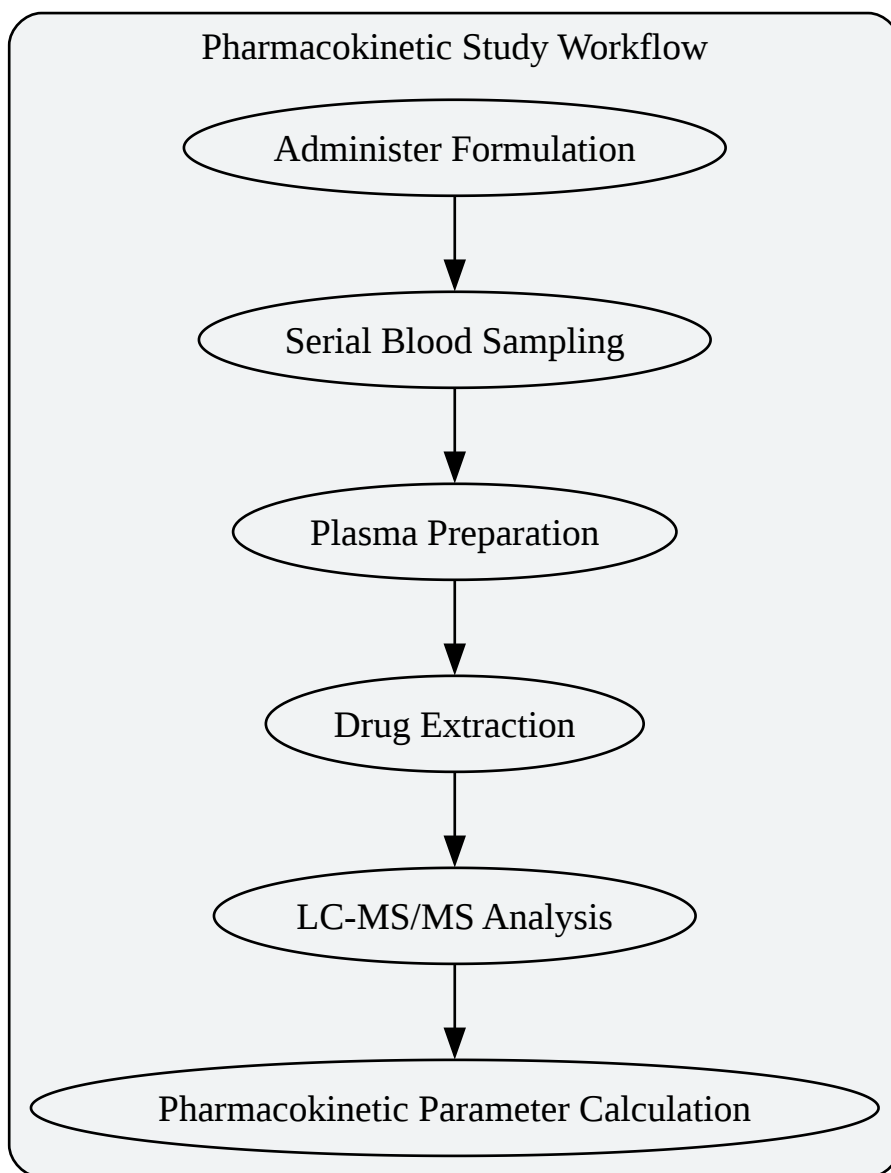 Pharmacokinetic Study Workflow
Administer Formulation
Serial Blood Sampling
Plasma Preparation
Drug Extraction
LC-MS/MS Analysis
Pharmacokinetic Parameter Calculation